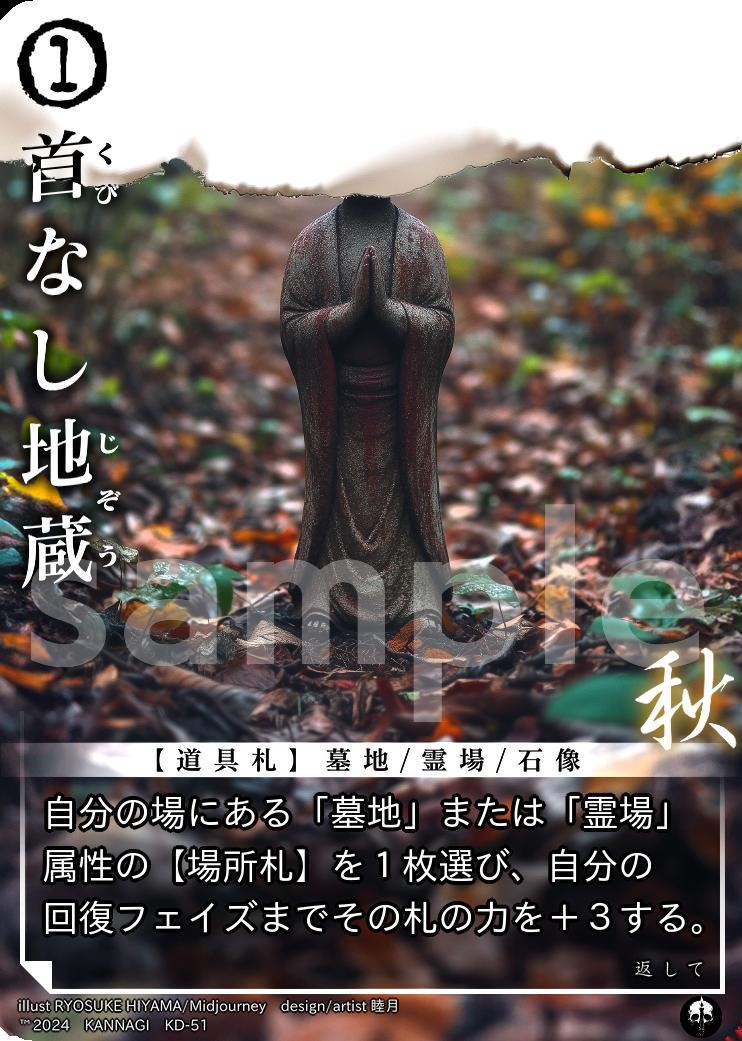 1
首なし地蔵
くび
じぞう
sample
秋
【道具札】墓地/霊場/石像
自分の場にある「墓地」または「霊場」
属性の【場所札】を１枚選び、自分の
回復フェイズまでその札の力を＋３する。
返して
illust RYOSUKE HIYAMA/Midjourney design/artist 睦月
™2024 KANNAGI KD-51